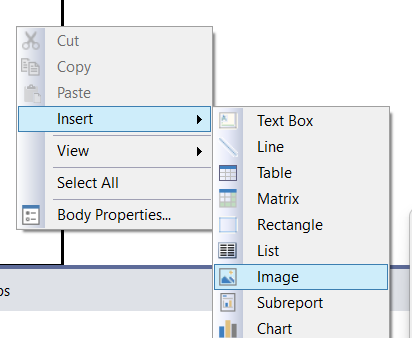 Cut
Copy
Paste
Insert
View
Select All
Body Properties...
Text Box
Line
Table
Matrix
Rectangle
List
Image
Subreport
Chart